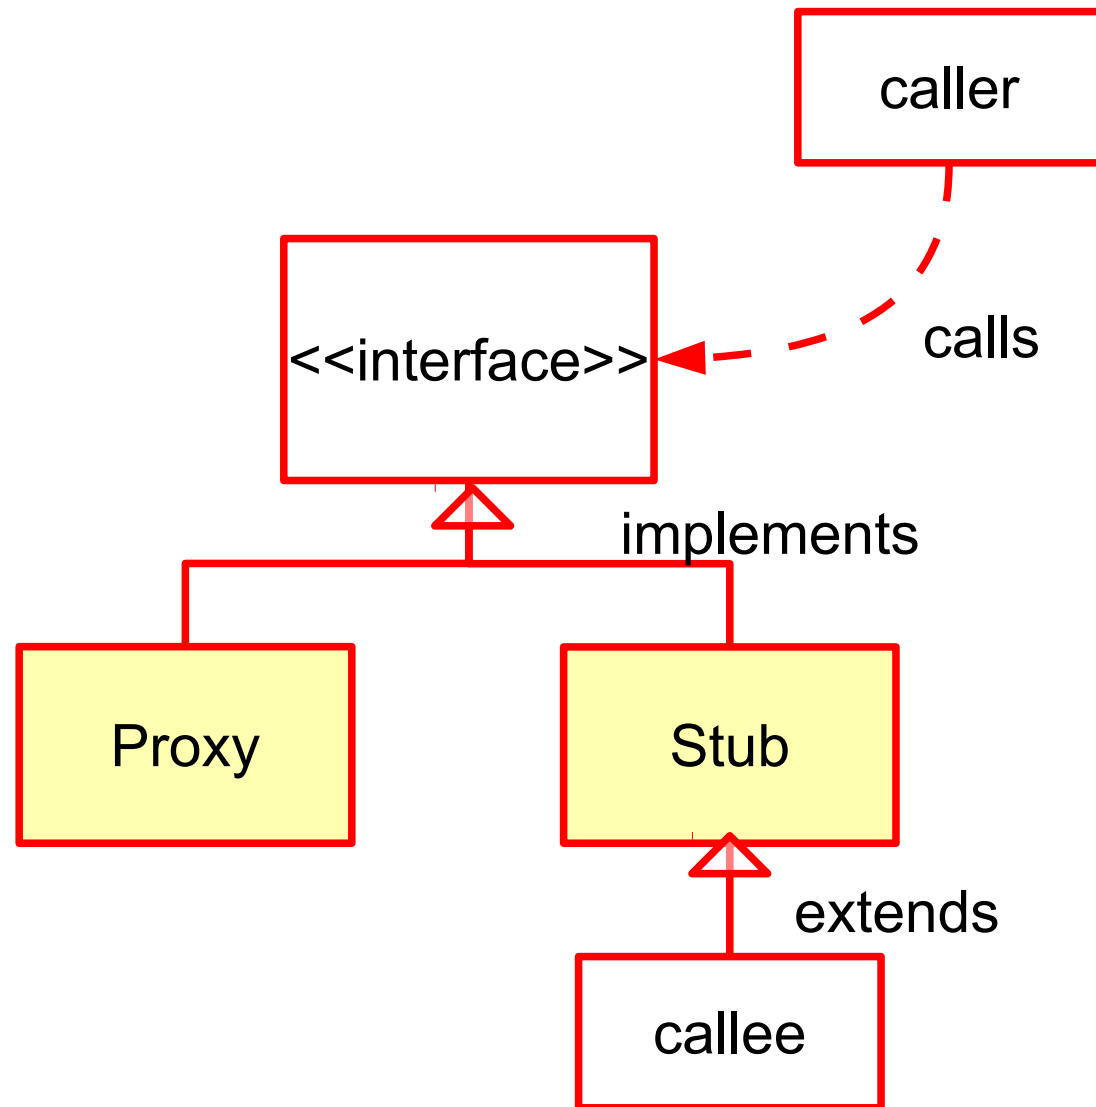 caller
<<interface>>
calls
implements
Proxy
Stub
extends
callee